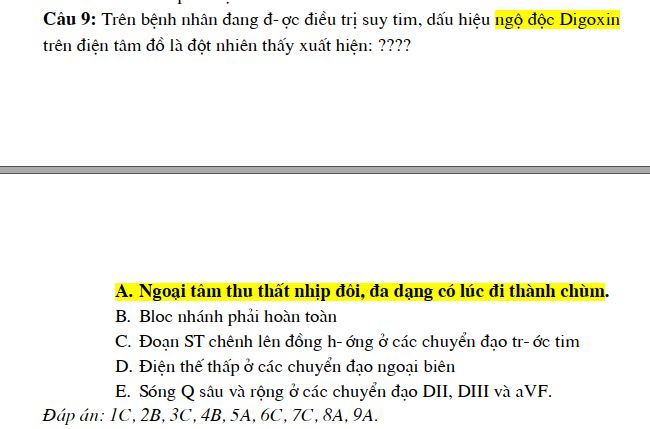 Câu 9: Trên bệnh nhân đang đ- ợc điều trị suy tim, dấu hiệu ngộ độc Digoxin
trên điện tâm đồ là đột nhiên thấy xuất hiện: ????
A. Ngoại tâm thu thất nhịp đôi, đa dạng có lúc đi thành chùm.
B. Bloc nhánh phải hoàn toàn
C. Đoạn ST chênh lên đồng h- ớng ở các chuyển đạo tr- ớc tim
D. Điện thế thấp ở các chuyển đạo ngoại biên
E. Sóng Q sâu và rộng ở các chuyển đạo DII, DIII và aVF.
Đáp án: 1C, 2B, 3C, 4B, 5A, 6C, 7C, 8A, 9A.